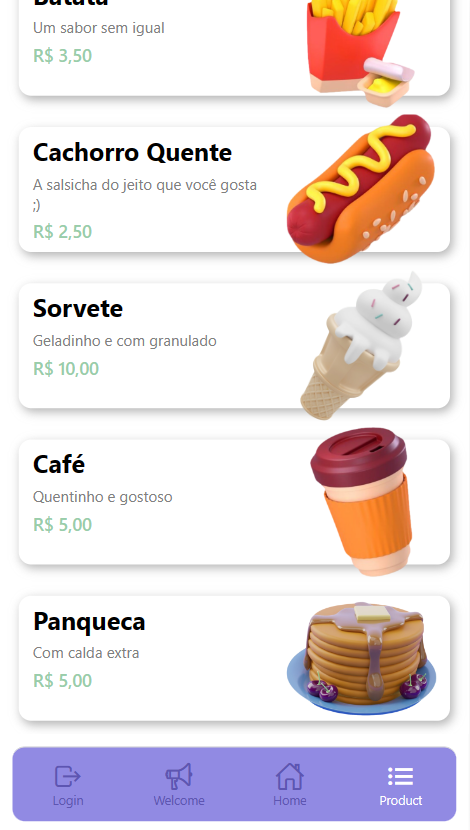 Batata
Um sabor sem igual
R$ 3,50
Cachorro Quente
A salsicha do jeito que você gosta
;)
R$ 2,50
Sorvete
Geladinho e com granulado
R$ 10,00
Café
Quentinho e gostoso
R$ 5,00
Panqueca
Com calda extra
R$ 5,00
Login
Welcome
Home
Product